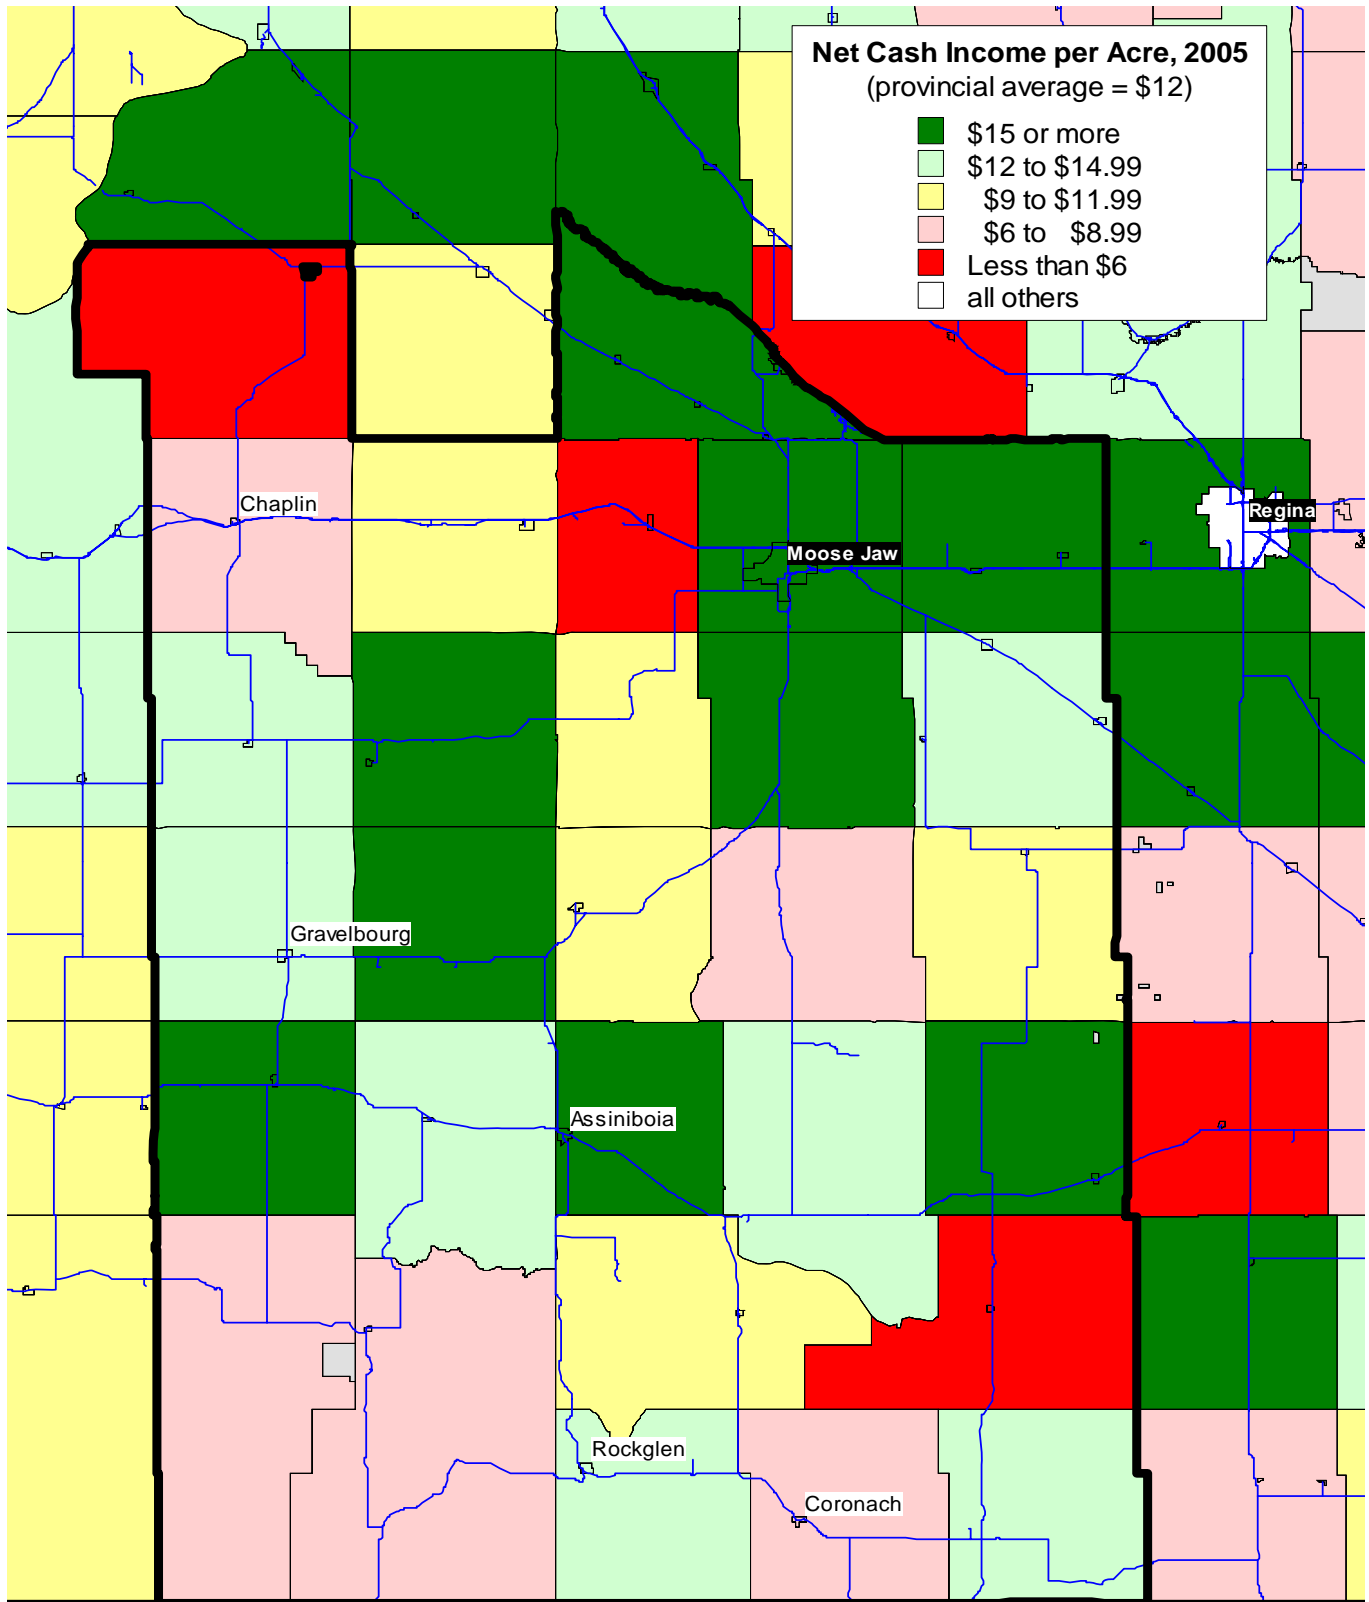 Net Cash Income per Acre, 2005
(provincial average = $12)
$15 or more
$12 to $14.99
$9 to $11.99
$6 to $8.99
Less than $6
all others
Chaplin
Regina
Moose Jaw
Gravelbourg
Assiniboia
Rockglen
Coronach